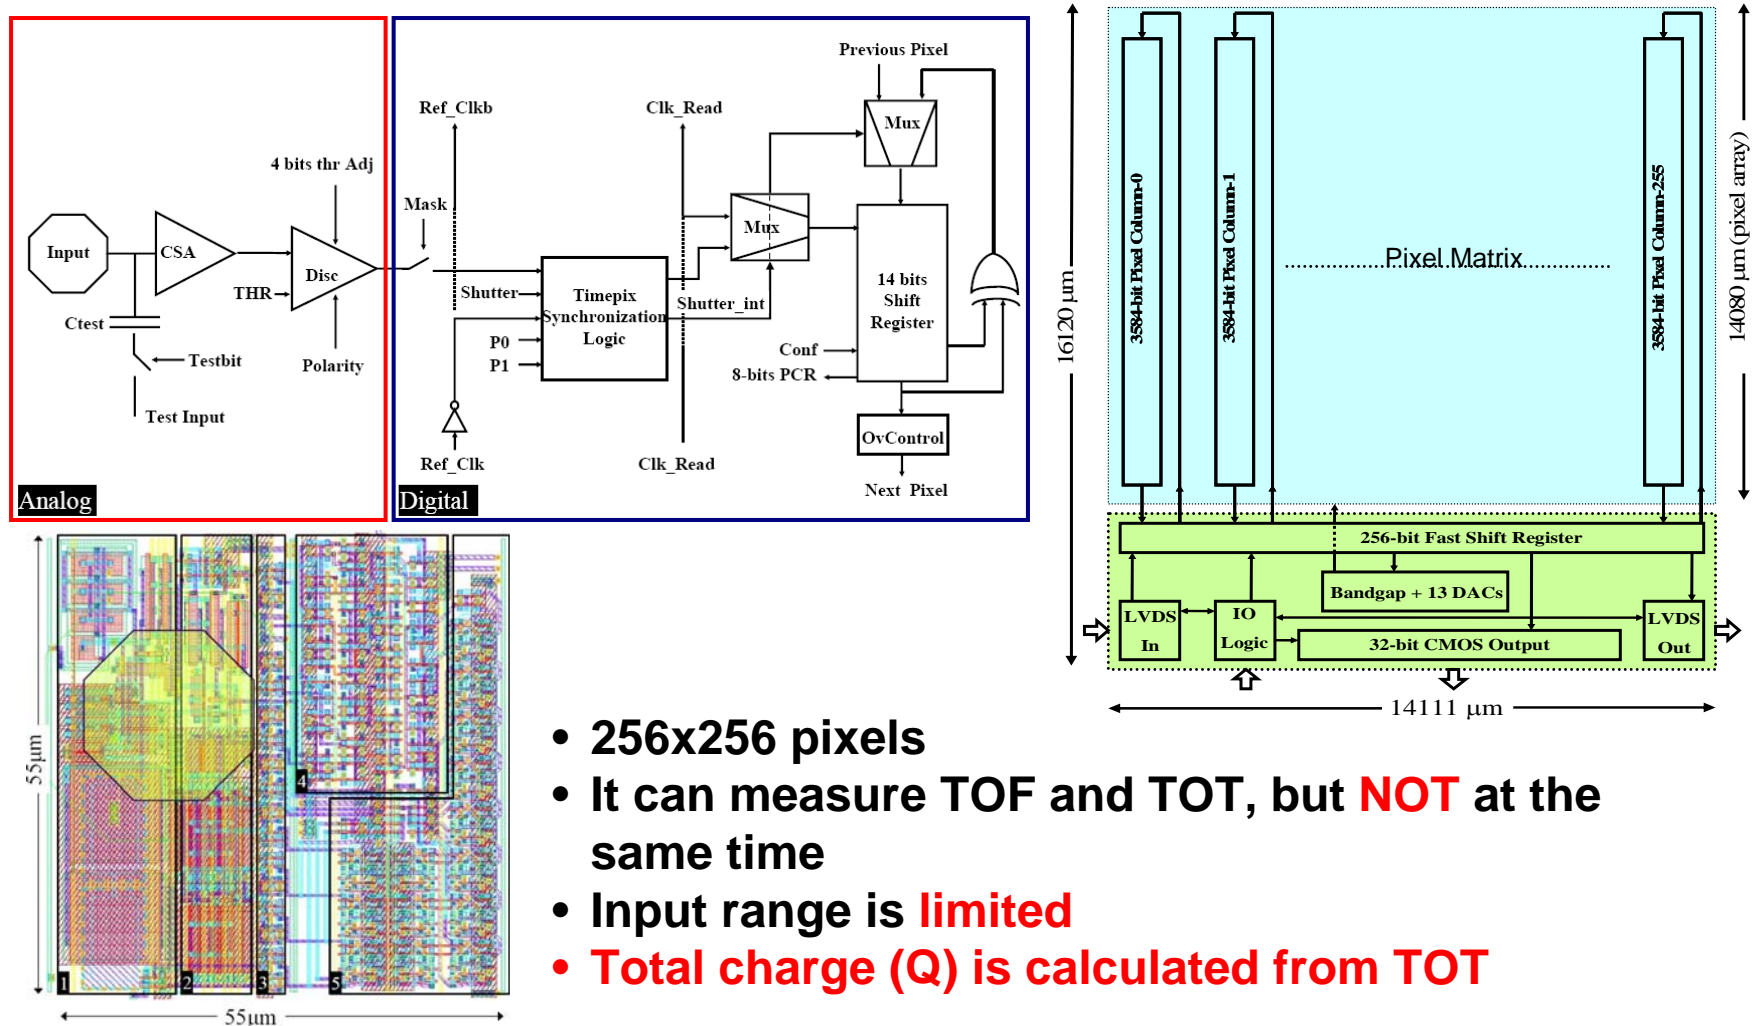 Previous Pixel
Ref_Clkb
Clk_Read
Mux
4 bits thr Adj
Mask
Input
CSA
Disc
THR
Mux
Shutter
Timepix
Synchronization
Logic
Shutter_int
14 bits
Shift
Register
Ctest
P0
P1
Conf
8-bits PCR
Testbit
Polarity
Test Input
OvControl
Ref_Clk
Clk_Read
Next Pixel
Analog
Digital
3584-bit Pixel Column-0
3584-bit Pixel Column-1
3584-bit Pixel Column-255
Pixel Matrix
16120 µm
14080 µm (pixel array)
256-bit Fast Shift Register
Bandgap + 13 DACs
LVDS
In
IO
Logic
32-bit CMOS Output
LVDS
Out
14111 µm
55µm
4
1
2
3
5
55µm
• 256x256 pixels
• It can measure TOF and TOT, but NOT at the
same time
• Input range is limited
• Total charge (Q) is calculated from TOT